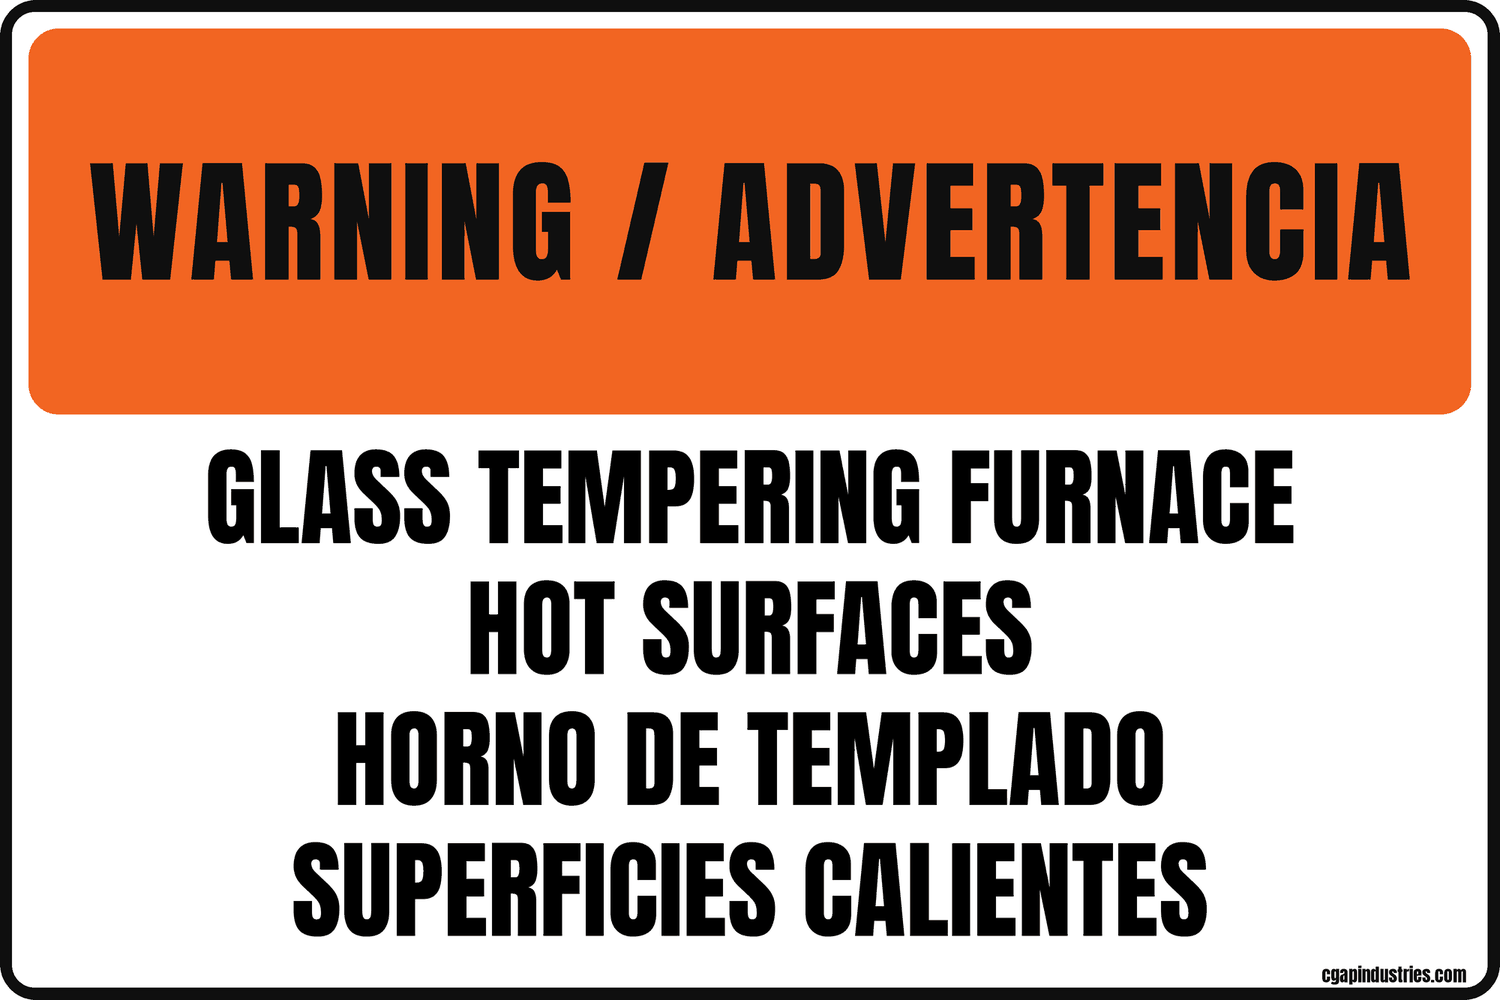 WARNING / ADVERTENCIA
GLASS TEMPERING FURNACE
HOT SURFACES
HORNO DE TEMPLADO
SUPERFICIES CALIENTES
cgapindustries.com